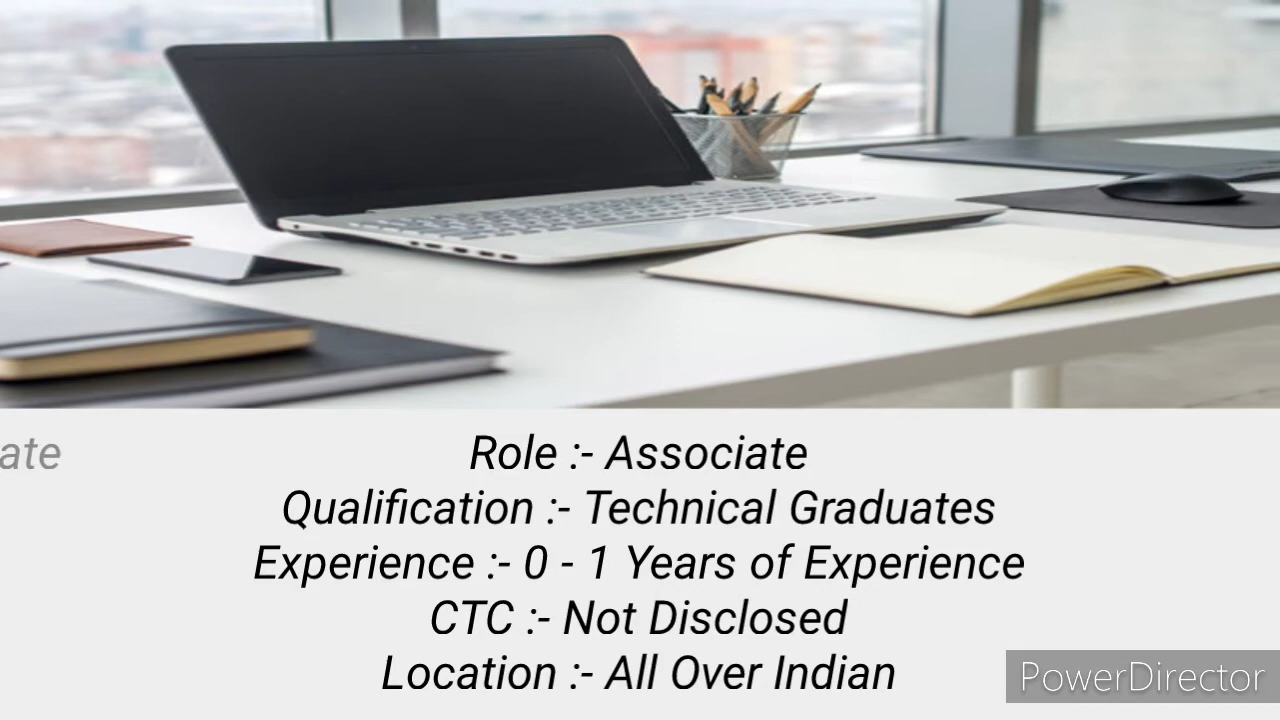 ate
Role :- Associate
Qualification :- Technical Graduates
Experience :- 0 - 1 Years of Experience
CTC :- Not Disclosed
Location :- All Over Indian
PowerDirector